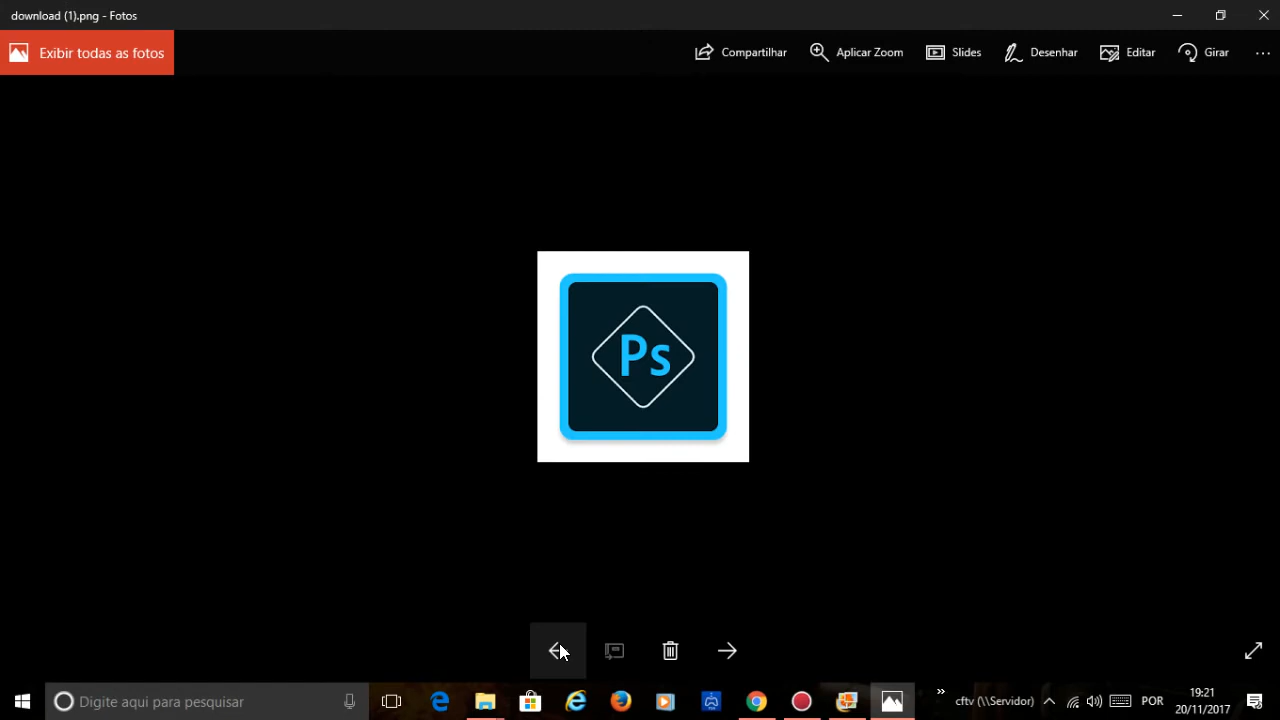 download (1).png - Fotos
Exibir todas as fotos
Compartilhar
Aplicar Zoom
Slides
Desenhar
Editar
Girar
Ps
Digite aqui para pesquisar
cftv (\\Servidor)
POR
19:21
20/11/2017